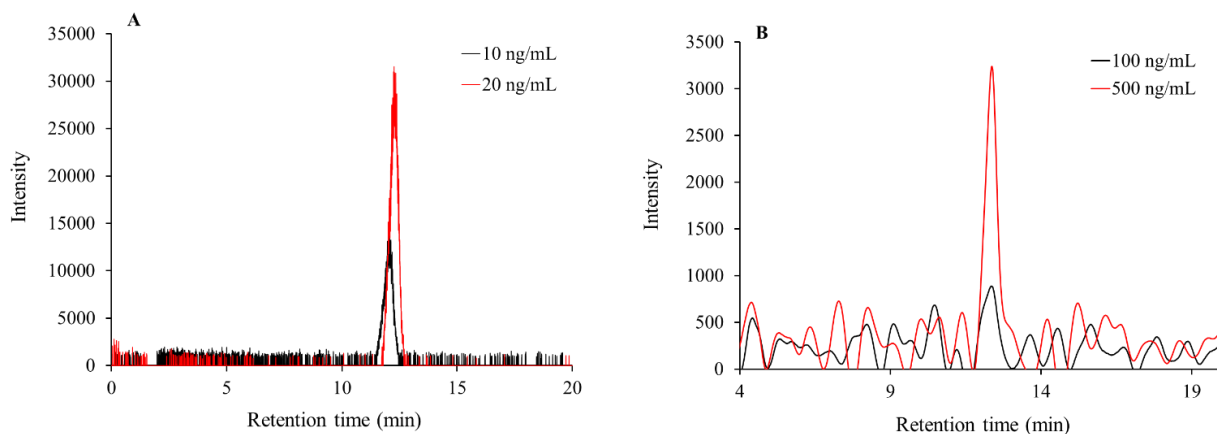 A
35000
30000
25000
20000
15000
10000
5000
0
Intensity
10 ng/mL
20 ng/mL
0
5
10
15
20
Retention time (min)
B
3500
3000
2500
2000
1500
1000
500
0
Intensity
100 ng/mL
500 ng/mL
4
9
14
19
Retention time (min)